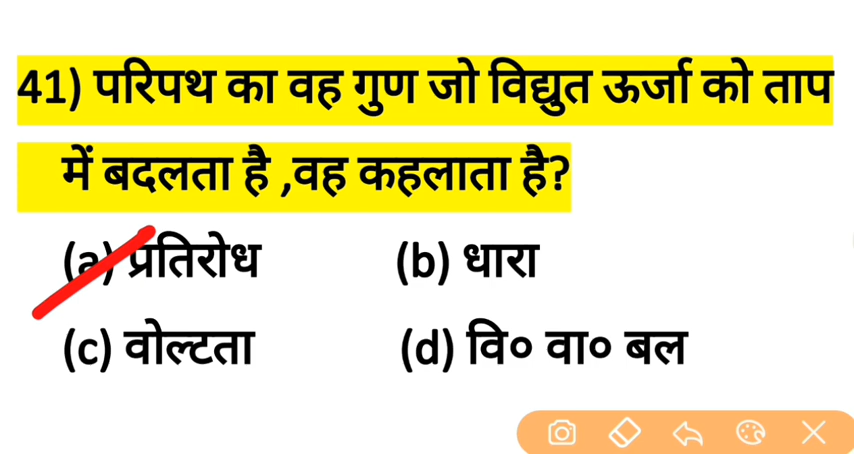 41) परिपथ का वह गुण जो विद्युत ऊर्जा को ताप
में बदलता है ,वह कहलाता है?
(a) प्रतिरोध (b) धारा
(c) वोल्टता (d) वि० वा० बल